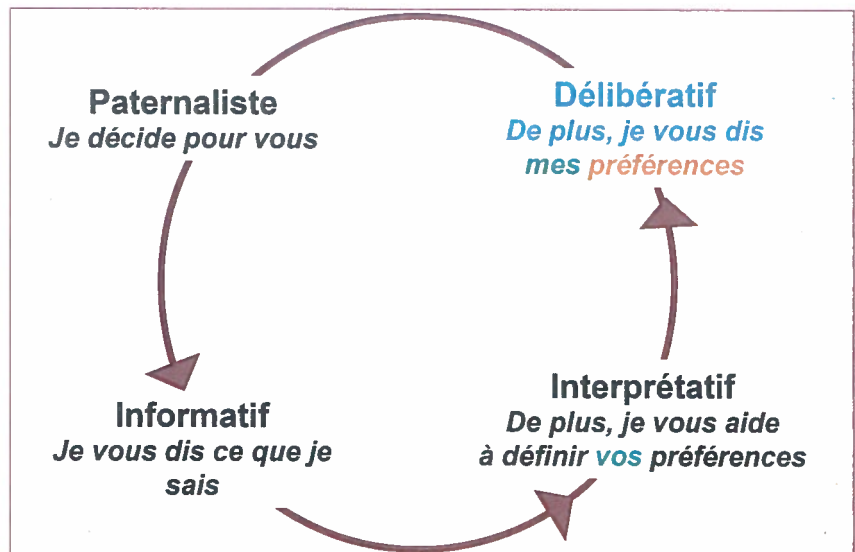 Paternaliste
Je décide pour vous
Délibératif
De plus, je vous dis
mes préférences
Informatif
Je vous dis ce que je
sais
Interprétatif
De plus, je vous aide
à définir vos préférences